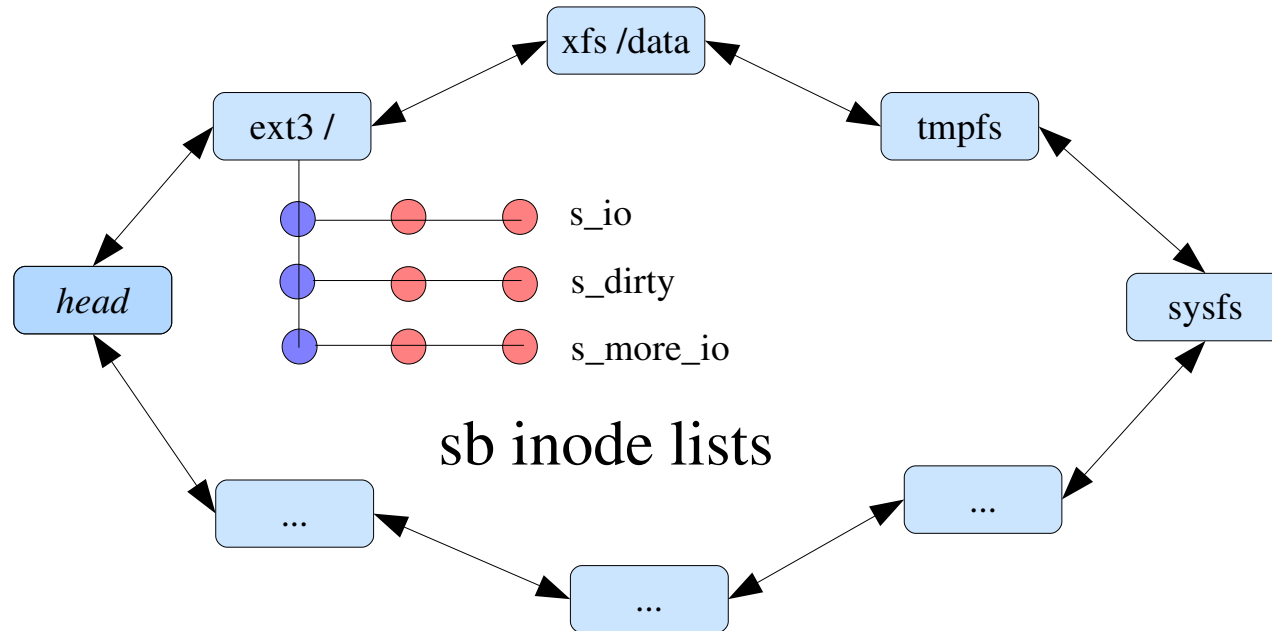 xfs /data
ext3 /
tmpfs
s_io
s_dirty
head
sysfs
s_more_io
sb inode lists
...
...
...